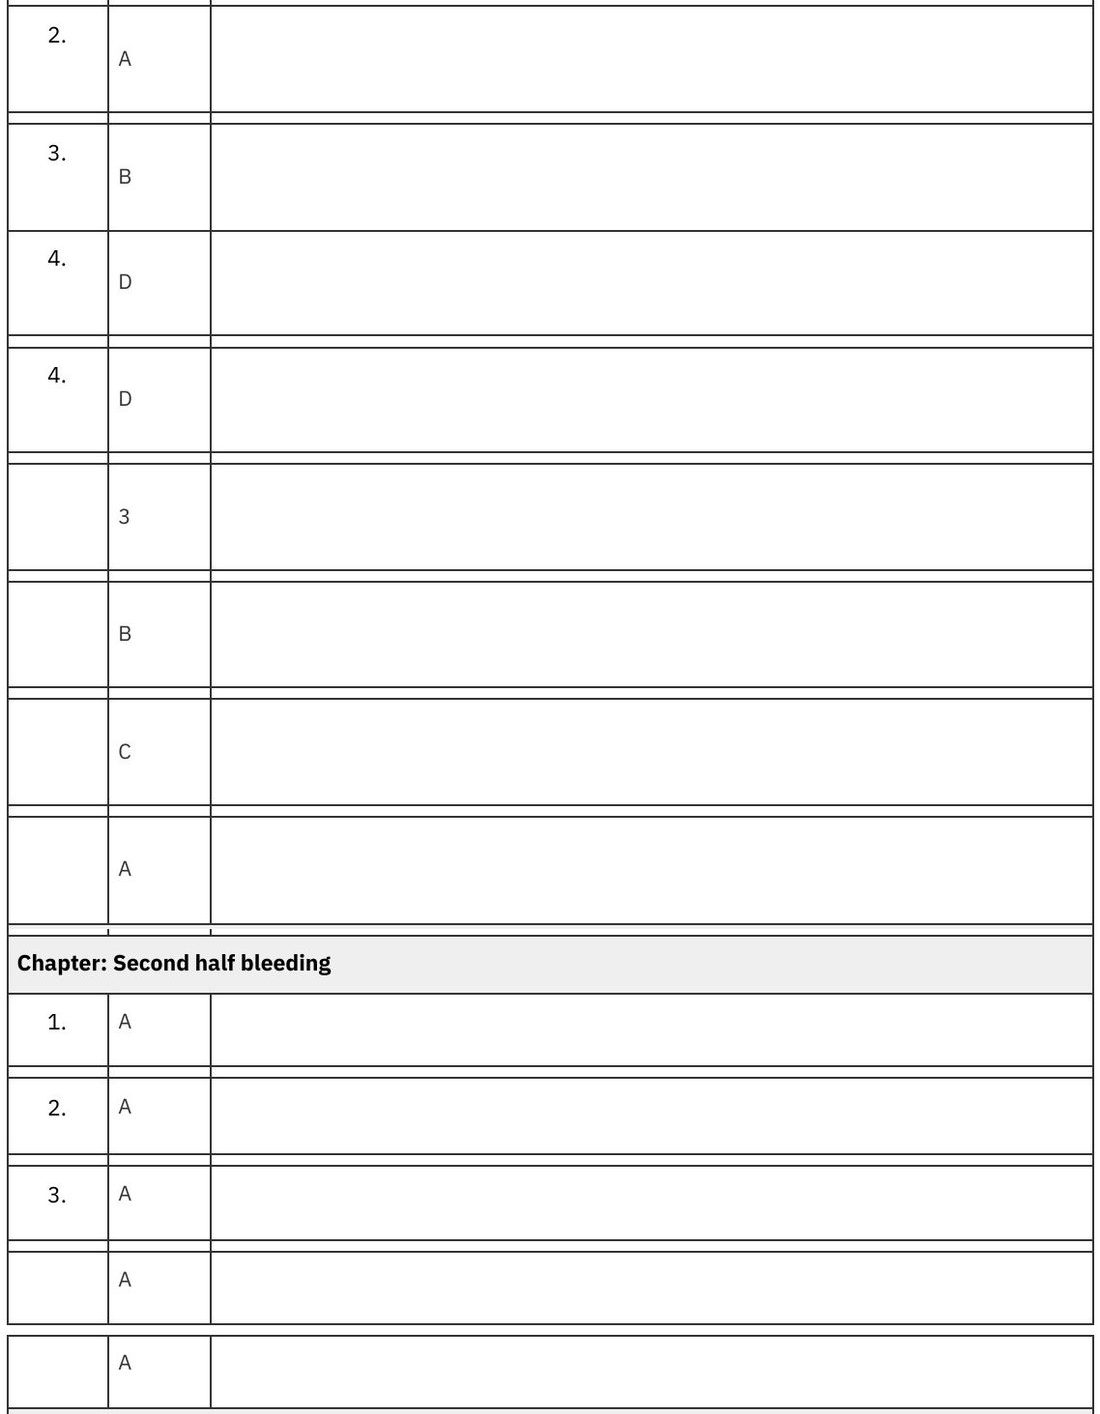 2. A
3. B
4. D
4. D
3
B
C
A
Chapter: Second half bleeding
1. A
2. A
3. A
A
A